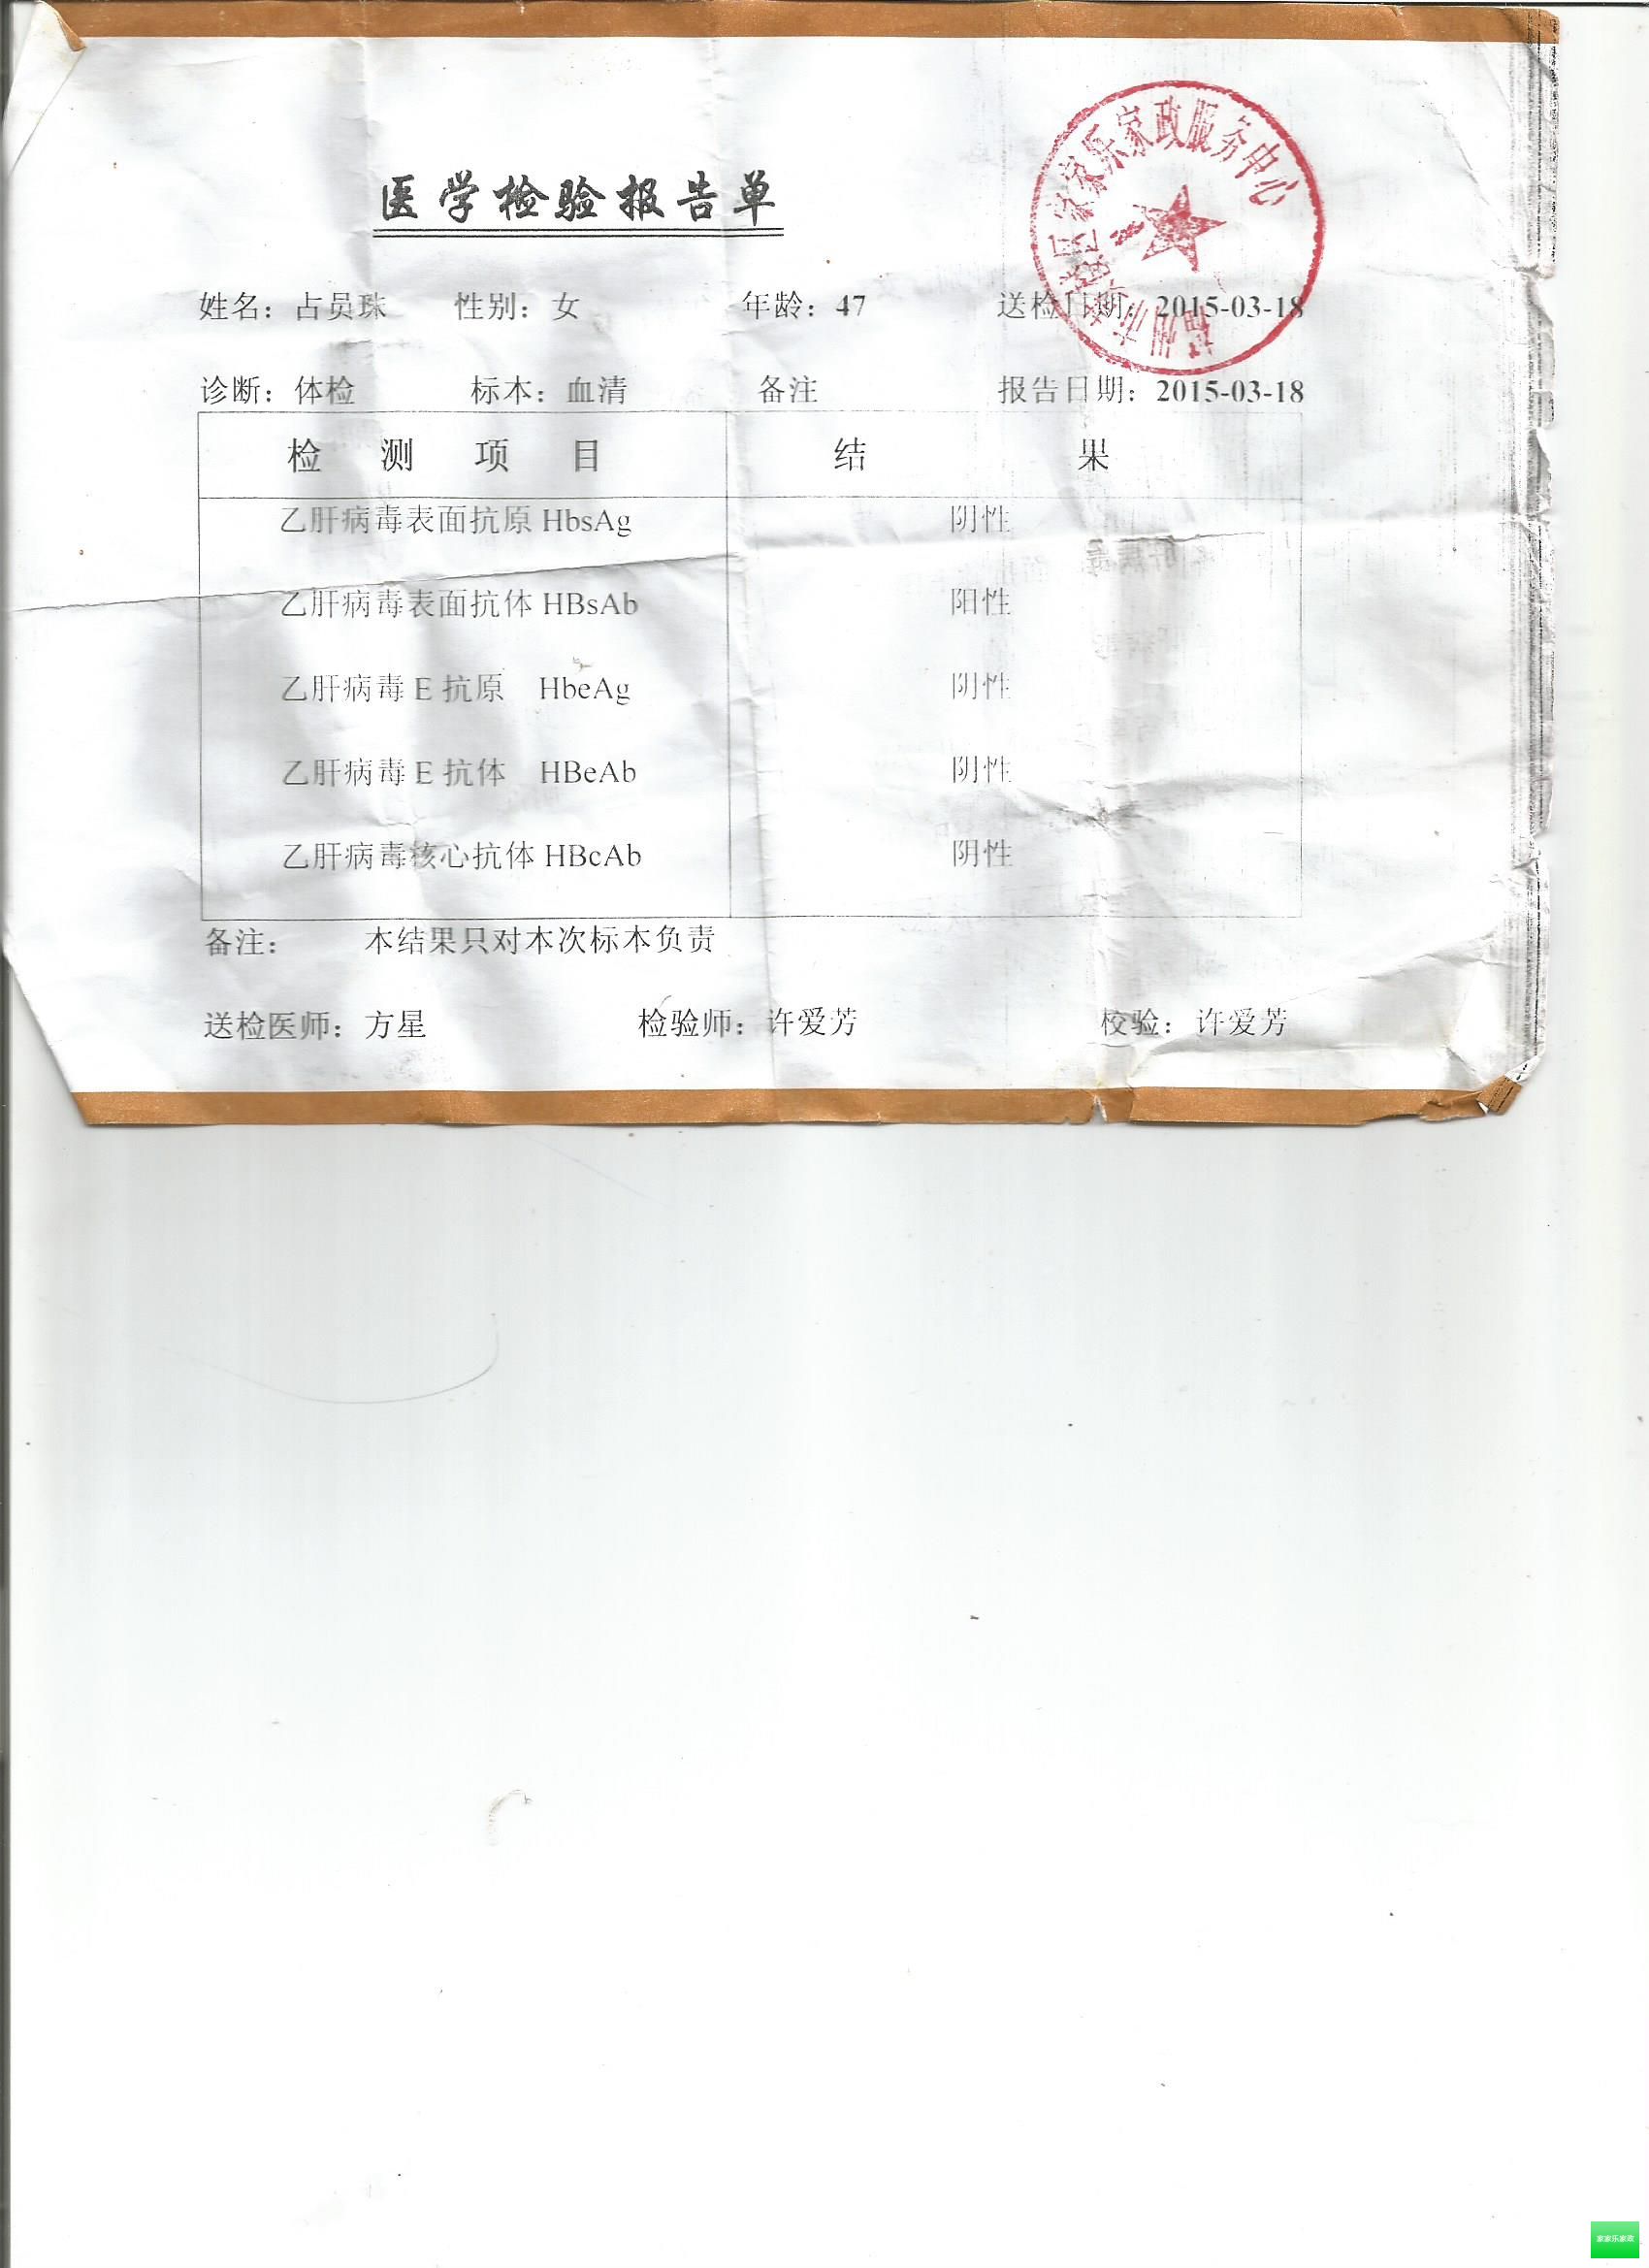 医学检验报告单
家家乐家政服务中心
姓名：占员珠 性别：女 年龄：47 送检日期：2015-03-18
诊断：体检 标本：血清 备注 报告日期：2015-03-18
检 测 项 目 结 果
乙肝病毒表面抗原 HbsAg 阴性
乙肝病毒表面抗体 HBsAb 阳性
乙肝病毒 E 抗原 HbeAg 阴性
乙肝病毒 E 抗体 HBeAb 阴性
乙肝病毒核心抗体 HBcAb 阴性
备注： 本结果只对本次标本负责
送检医师：方星 检验师：许爱芳 校验：许爱芳
家家乐家政